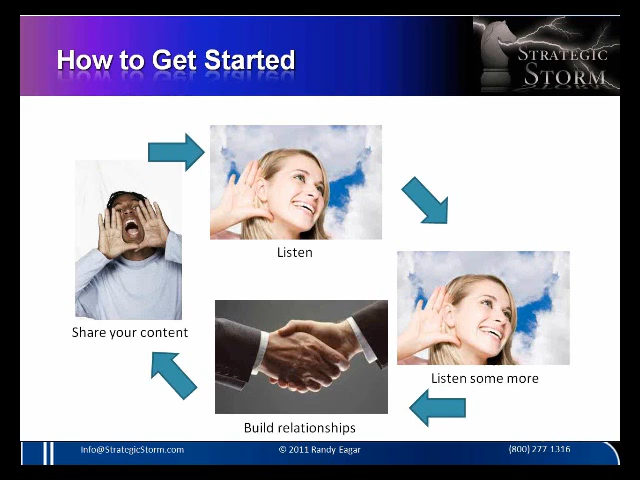 How to Get Started
STRATEGIC
STORM
Listen
Share your content
Listen some more
Build relationships
Info@StrategicStorm.com
© 2011 Randy Eagar
(800) 277 1316